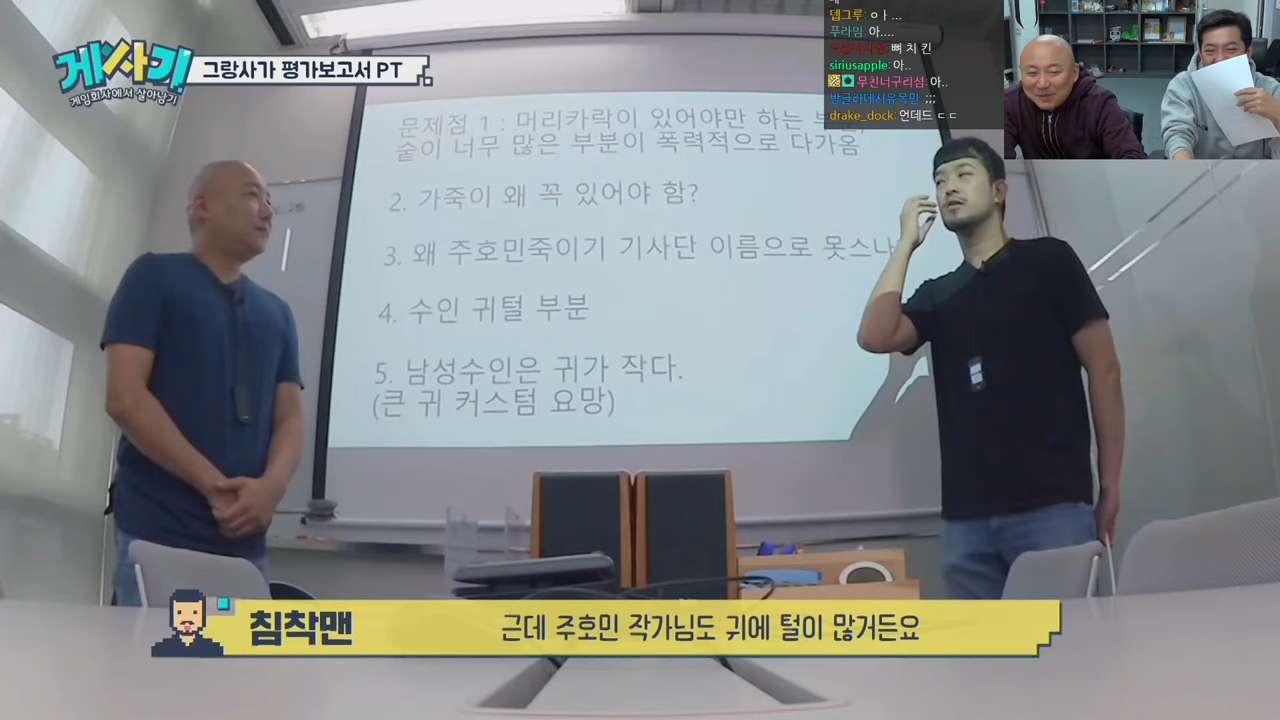 게사기!
게임회사에서 살아남기
그랑사가 평가보고서 PT
뎁그루: ㅇㅏ...
푸라임: 아....
뼈 치 킨
siriusapple: 아..
무친너구리섬: 아..
방글라데시유목민: ;;;
drake_dock: 언데드 ㄷㄷ
문제점 1 : 머리카락이 있어야만 하는
숱이 너무 많은 부분이 폭력적으로 다가옴
2. 가죽이 왜 꼭 있어야 함?
3. 왜 주호민죽이기 기사단 이름으로 못스나
4. 수인 귀털 부분
5. 남성수인은 귀가 작다.
(큰 귀 커스텀 요망)
침착맨
근데 주호민 작가님도 귀에 털이 많거든요